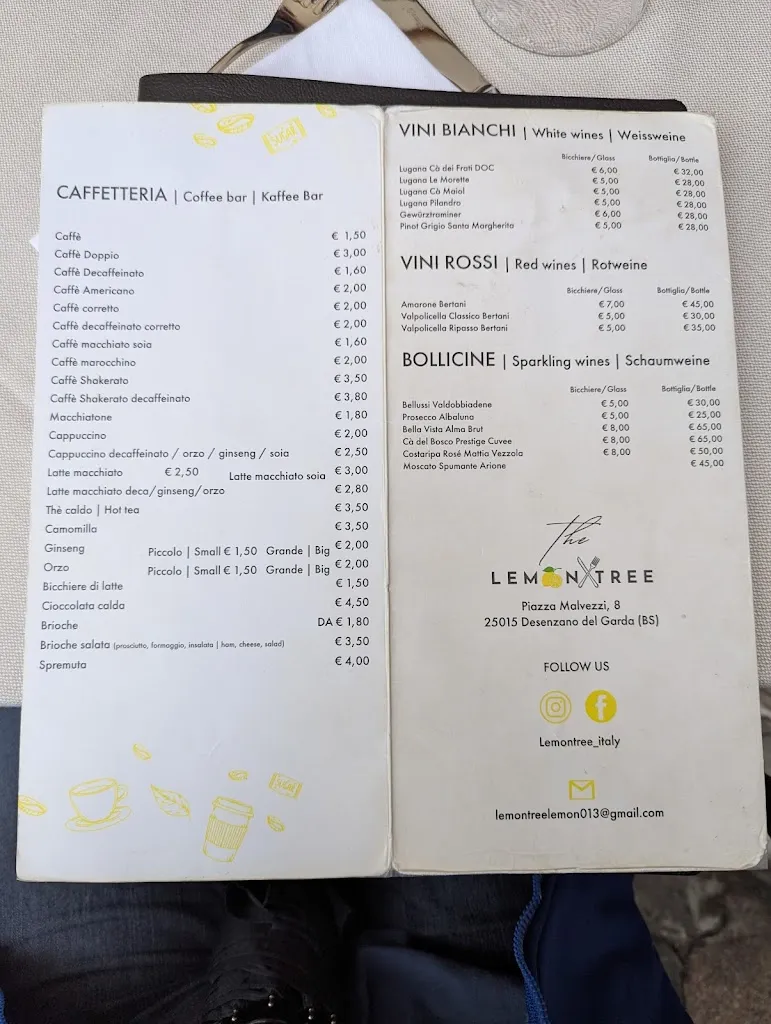 CAFFETTERIA | Coffee bar | Kaffee Bar
Caffè € 1,50
Caffè Doppio € 3,00
Caffè Decaffeinato € 1,60
Caffè Americano € 2,00
Caffè corretto € 2,00
Caffè decaffeinato corretto € 2,00
Caffè macchiato soia € 1,60
Caffè marocchino € 2,00
Caffè Shakerato € 3,50
Caffè Shakerato decaffeinato € 3,80
Macchiatone € 1,80
Cappuccino € 2,00
Cappuccino decaffeinato / orzo / ginseng / soia € 2,50
Latte macchiato € 2,50 Latte macchiato soia € 3,00
Latte macchiato deca/ginseng/orzo € 2,80
Thè caldo | Hot tea € 3,50
Camomilla € 3,50
Ginseng Piccolo | Small € 1,50 Grande | Big € 2,00
Orzo Piccolo | Small € 1,50 Grande | Big € 2,00
Bicchiere di latte € 1,50
Cioccolata calda € 4,50
Brioche DA € 1,80
Brioche salata (prosciutto, formaggio, insalata | ham, cheese, salad) € 3,50
Spremuta € 4,00
VINI BIANCHI | White wines | Weissweine
Bicchiere/Glass Bottiglia/Bottle
Lugana Cà dei Frati DOC € 6,00 € 32,00
Lugana Le Morette € 5,00 € 28,00
Lugana Cà Maiol € 5,00 € 28,00
Lugana Pilandro € 5,00 € 28,00
Gewürztraminer € 6,00 € 28,00
Pinot Grigio Santa Margherita € 5,00 € 28,00
VINI ROSSI | Red wines | Rotweine
Bicchiere/Glass Bottiglia/Bottle
Amarone Bertani € 7,00 € 45,00
Valpolicella Classico Bertani € 5,00 € 30,00
Valpolicella Ripasso Bertani € 5,00 € 35,00
BOLLICINE | Sparkling wines | Schaumweine
Bicchiere/Glass Bottiglia/Bottle
Bellussi Valdobbiadene € 5,00 € 30,00
Prosecco Albaluna € 5,00 € 25,00
Bella Vista Alma Brut € 8,00 € 65,00
Cà del Bosco Prestige Cuvee € 8,00 € 65,00
Costaripa Rosé Mattia Vezzola € 8,00 € 50,00
Moscato Spumante Arione € 45,00
The
LEMON TREE
Piazza Malvezzi, 8
25015 Desenzano del Garda (BS)
FOLLOW US
Lemontree_italy
lemontreelemon013@gmail.com